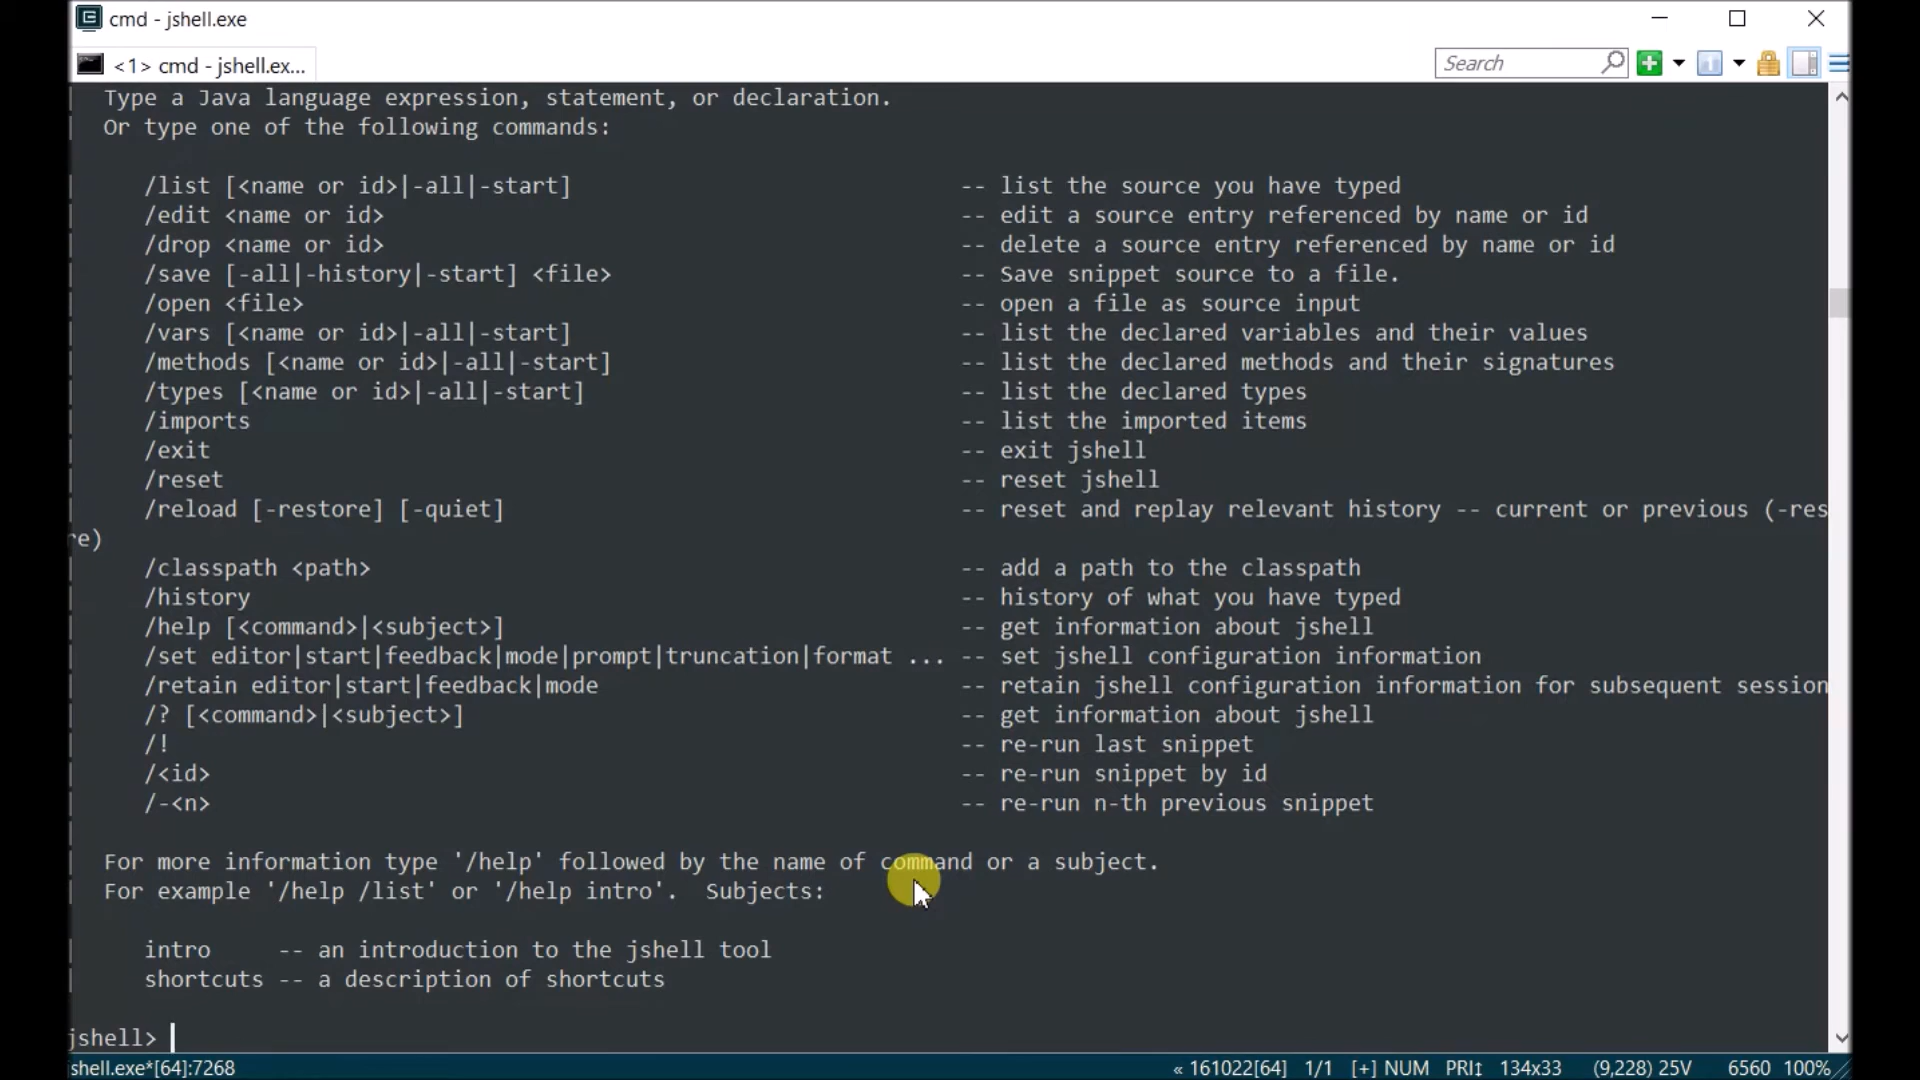 cmd - jshell.exe
<1> cmd - jshell.ex...
Search
Type a Java language expression, statement, or declaration.
Or type one of the following commands:
/list [<name or id>|-all|-start] -- list the source you have typed
/edit <name or id> -- edit a source entry referenced by name or id
/drop <name or id> -- delete a source entry referenced by name or id
/save [-all|-history|-start] <file> -- Save snippet source to a file.
/open <file> -- open a file as source input
/vars [<name or id>|-all|-start] -- list the declared variables and their values
/methods [<name or id>|-all|-start] -- list the declared methods and their signatures
/types [<name or id>|-all|-start] -- list the declared types
/imports -- list the imported items
/exit -- exit jshell
/reset -- reset jshell
/reload [-restore] [-quiet] -- reset and replay relevant history -- current or previous (-res
re)
/classpath <path> -- add a path to the classpath
/history -- history of what you have typed
/help [<command>|<subject>] -- get information about jshell
/set editor|start|feedback|mode|prompt|truncation|format ... -- set jshell configuration information
/retain editor|start|feedback|mode -- retain jshell configuration information for subsequent session
/? [<command>|<subject>] -- get information about jshell
/! -- re-run last snippet
/<id> -- re-run snippet by id
/-<n> -- re-run n-th previous snippet
For more information type '/help' followed by the name of command or a subject.
For example '/help /list' or '/help intro'. Subjects:
intro -- an introduction to the jshell tool
shortcuts -- a description of shortcuts
jshell>
jshell.exe*[64]:7268 « 161022[64] 1/1 [+] NUM PRI↕ 134x33 (9,228) 25V 6560 100%